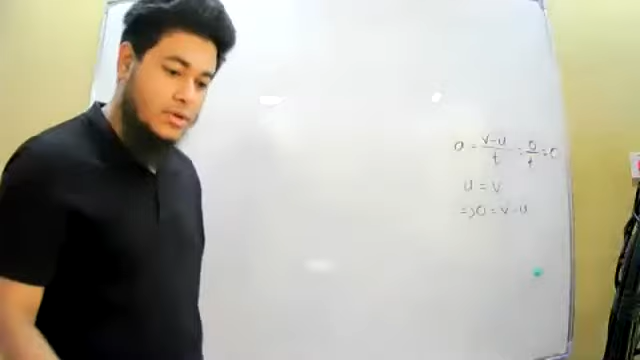 a = v-u/t = 0/t = 0
u = v
=> 0 = v - u